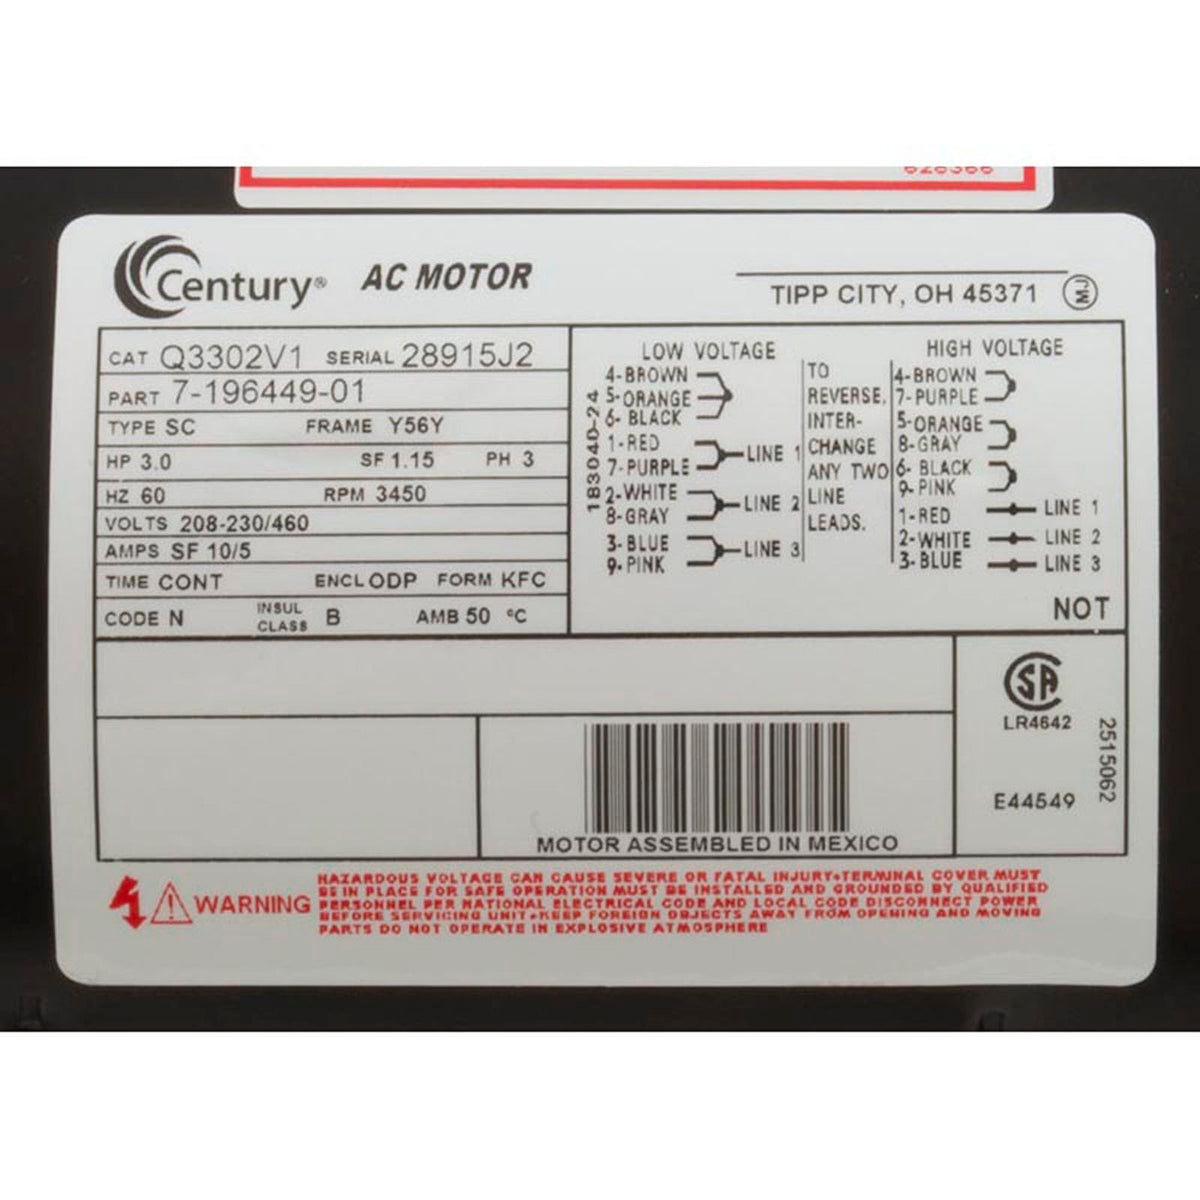 Century® AC MOTOR
TIPP CITY, OH 45371 MJ
CAT Q3302V1 SERIAL 28915J2
PART 7-196449-01
TYPE SC FRAME Y56Y
HP 3.0 SF 1.15 PH 3
HZ 60 RPM 3450
VOLTS 208-230/460
AMPS SF 10/5
TIME CONT ENCL ODP FORM KFC
CODE N INSUL CLASS B AMB 50 °C
183040-24
LOW VOLTAGE
4-BROWN
5-ORANGE
6-BLACK
1-RED
7-PURPLE LINE 1
2-WHITE
8-GRAY LINE 2
3-BLUE
9-PINK LINE 3
TO
REVERSE,
INTER-
CHANGE
ANY TWO
LINE
LEADS.
HIGH VOLTAGE
4-BROWN
7-PURPLE
5-ORANGE
8-GRAY
6-BLACK
9-PINK
1-RED LINE 1
2-WHITE LINE 2
3-BLUE LINE 3
NOT
CSA
LR4642
E44549
2515062
MOTOR ASSEMBLED IN MEXICO
WARNING
HAZARDOUS VOLTAGE CAN CAUSE SEVERE OR FATAL INJURY•TERMINAL COVER MUST
BE IN PLACE FOR SAFE OPERATION MUST BE INSTALLED AND GROUNDED BY QUALIFIED
PERSONNEL PER NATIONAL ELECTRICAL CODE AND LOCAL CODE DISCONNECT POWER
BEFORE SERVICING UNIT•KEEP FOREIGN OBJECTS AWAY FROM OPENING AND MOVING
PARTS DO NOT OPERATE IN EXPLOSIVE ATMOSPHERE